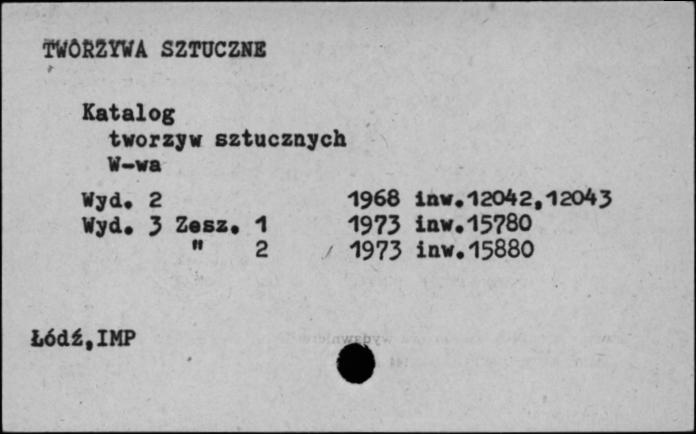 TWORZYWA SZTUCZNE
Katalog
tworzyw sztucznych
W-wa
Wyd. 2 1968 inw.12042,12043
Wyd. 3 Zesz. 1 1973 inw.15780
" 2 1973 inw.15880
Łódź,IMP